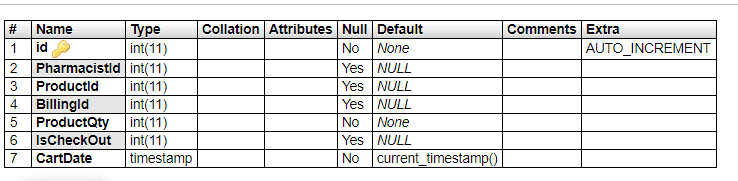 # Name Type Collation Attributes Null Default Comments Extra
1 id int(11) No None AUTO_INCREMENT
2 PharmacistId int(11) Yes NULL
3 ProductId int(11) Yes NULL
4 BillingId int(11) Yes NULL
5 ProductQty int(11) No None
6 IsCheckOut int(11) Yes NULL
7 CartDate timestamp No current_timestamp()